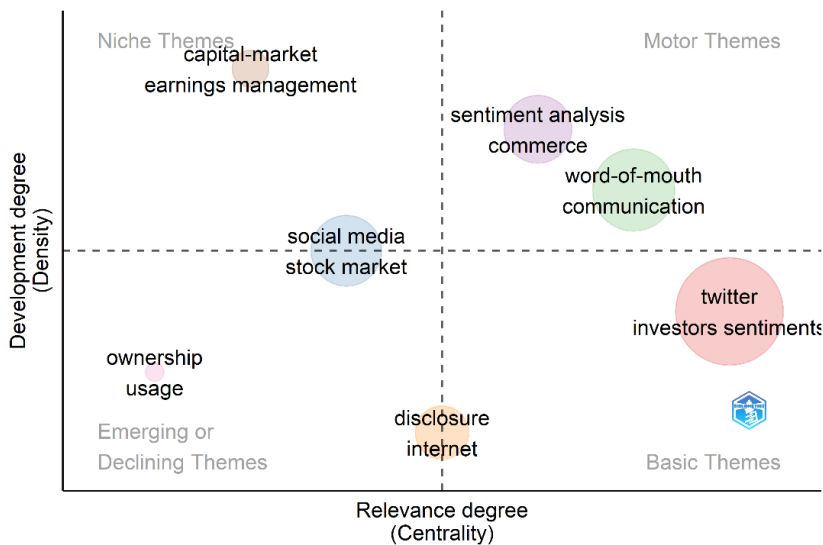 Niche Themes
Motor Themes
capital-market
earnings management
sentiment analysis
commerce
word-of-mouth
communication
social media
stock market
twitter
investors sentiments
ownership
usage
disclosure
internet
Emerging or
Declining Themes
Basic Themes
Development degree
(Density)
Relevance degree
(Centrality)